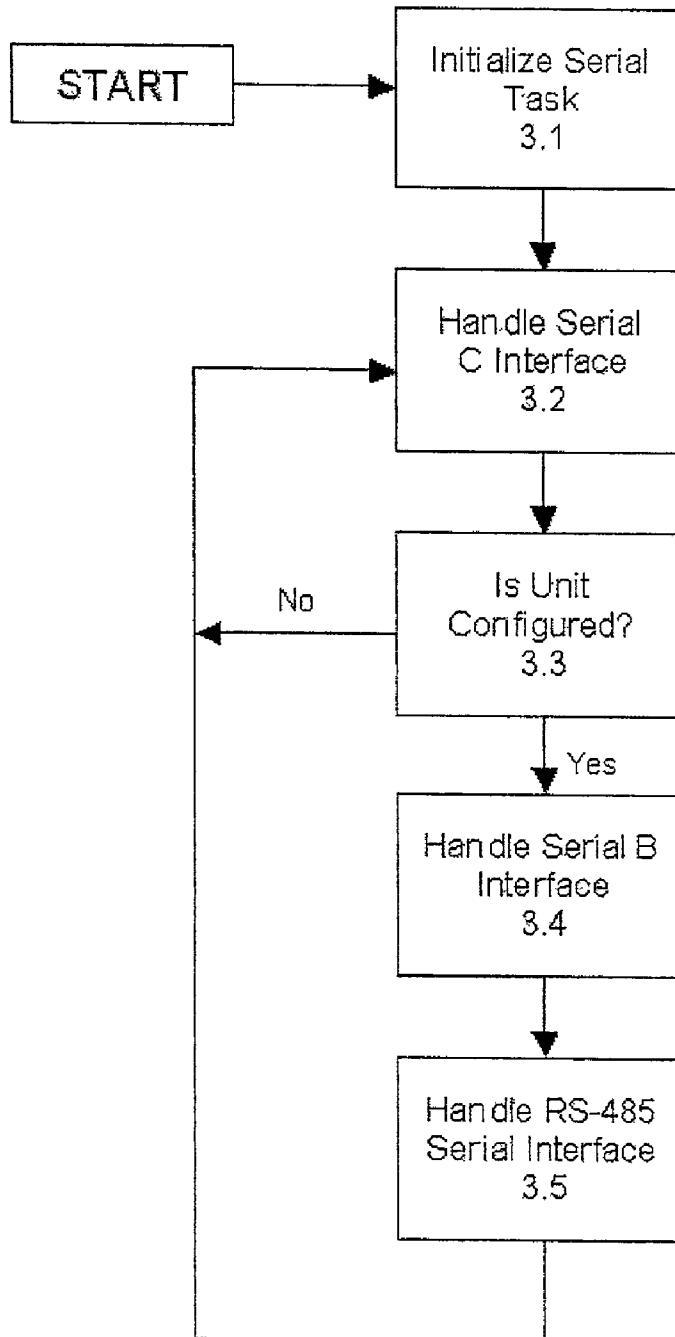 START
Initialize Serial
Task
3.1
Handle Serial
C Interface
3.2
Is Unit
Configured?
3.3
No
Yes
Handle Serial B
Interface
3.4
Handle RS-485
Serial Interface
3.5